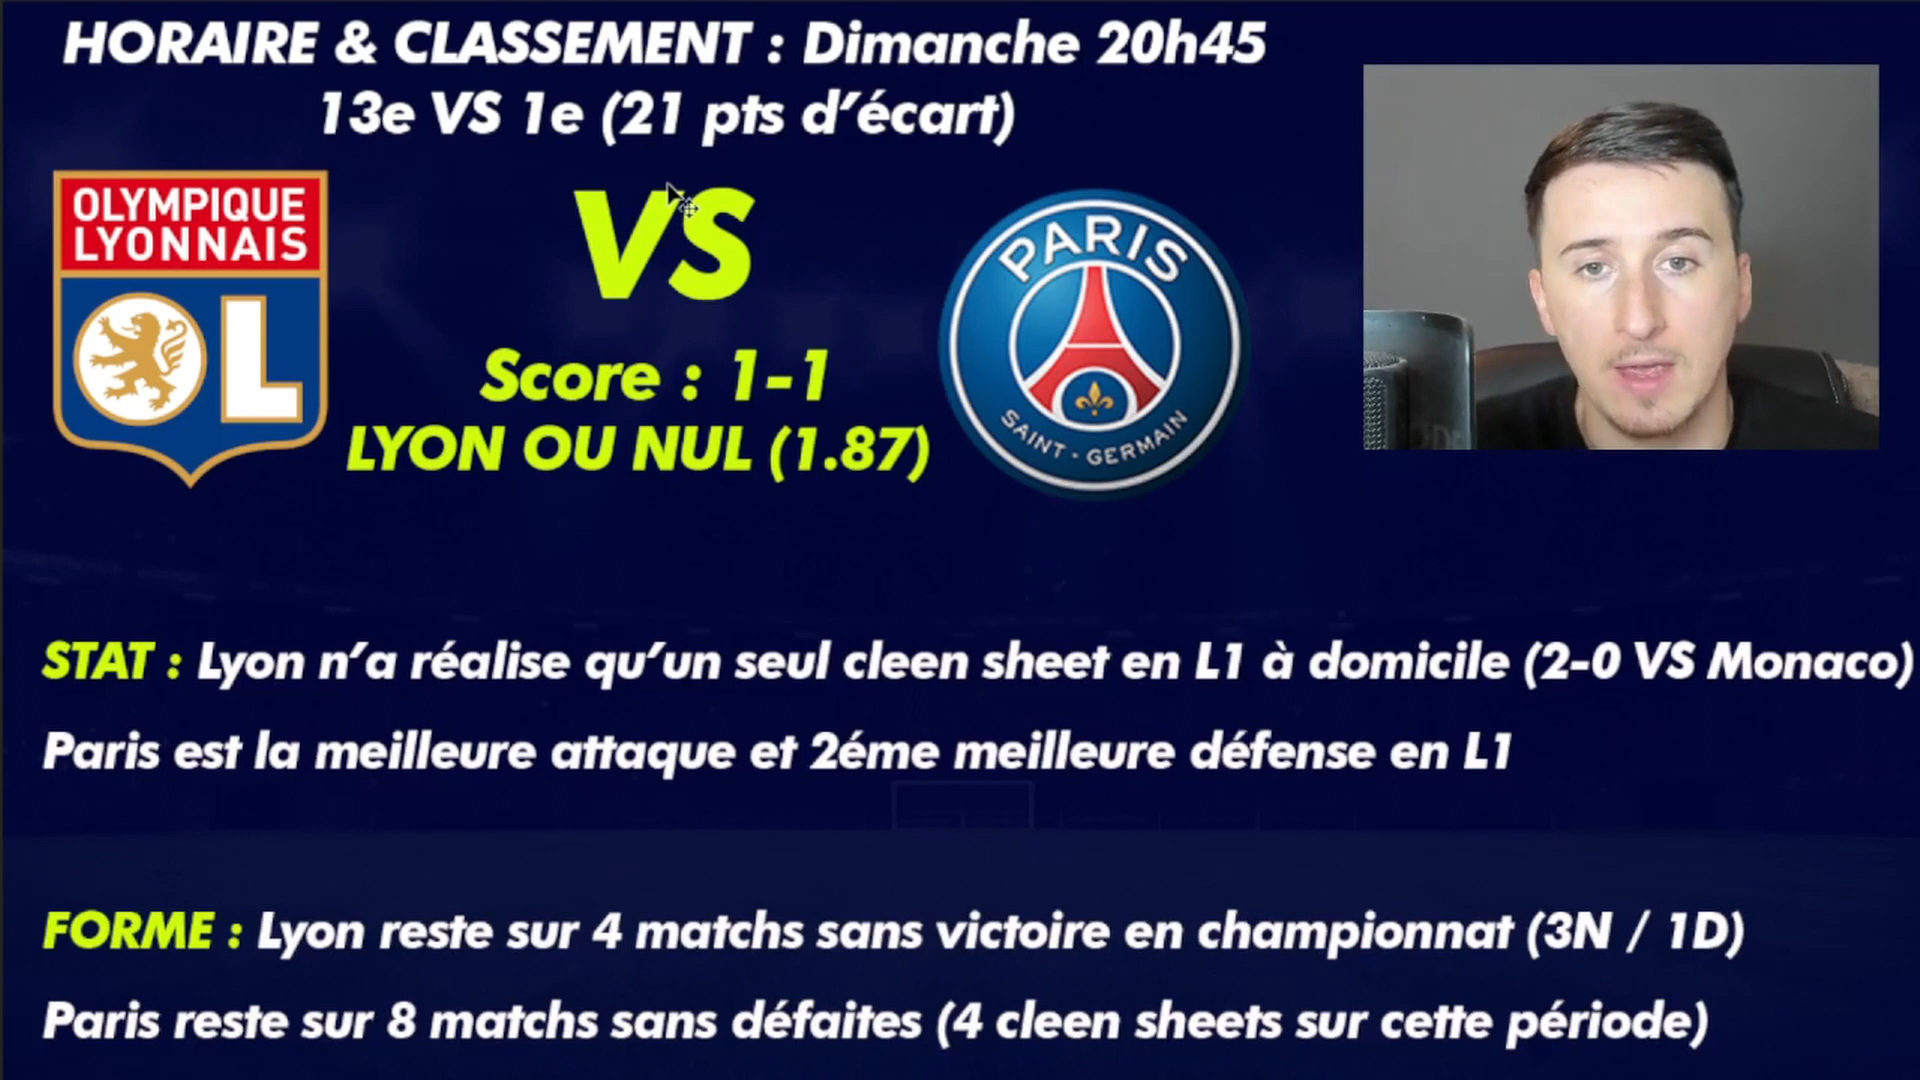 HORAIRE & CLASSEMENT : Dimanche 20h45
13e VS 1e (21 pts d'écart)
OLYMPIQUE
LYONNAIS
OL
VS
PARIS
SAINT-GERMAIN
Score : 1-1
LYON OU NUL (1.87)
STAT : Lyon n'a réalise qu'un seul cleen sheet en L1 à domicile (2-0 VS Monaco)
Paris est la meilleure attaque et 2éme meilleure défense en L1
FORME : Lyon reste sur 4 matchs sans victoire en championnat (3N / 1D)
Paris reste sur 8 matchs sans défaites (4 cleen sheets sur cette période)